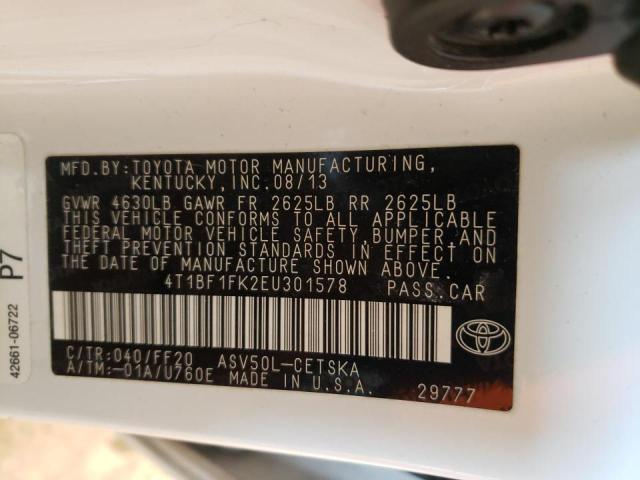 MFD.BY:TOYOTA MOTOR MANUFACTURING,
KENTUCKY, INC.08/13
GVWR 4630LB GAWR FR 2625LB RR 2625LB
THIS VEHICLE CONFORMS TO ALL APPLICABLE
FEDERAL MOTOR VEHICLE SAFETY, BUMPER AND
THEFT PREVENTION STANDARDS IN EFFECT ON
THE DATE OF MANUFACTURE SHOWN ABOVE.
4T1BF1FK2EU301578 PASS.CAR
C/TR:040/FF20 ASV50L-CETSKA
A/TM:-01A/U760E MADE IN U.S.A.
29777
P7
42661-06722